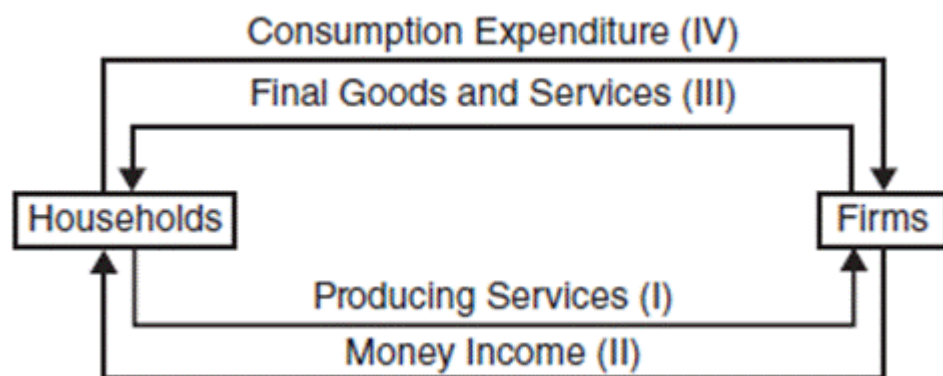 Consumption Expenditure (IV)
Final Goods and Services (III)
Households
Firms
Producing Services (I)
Money Income (II)